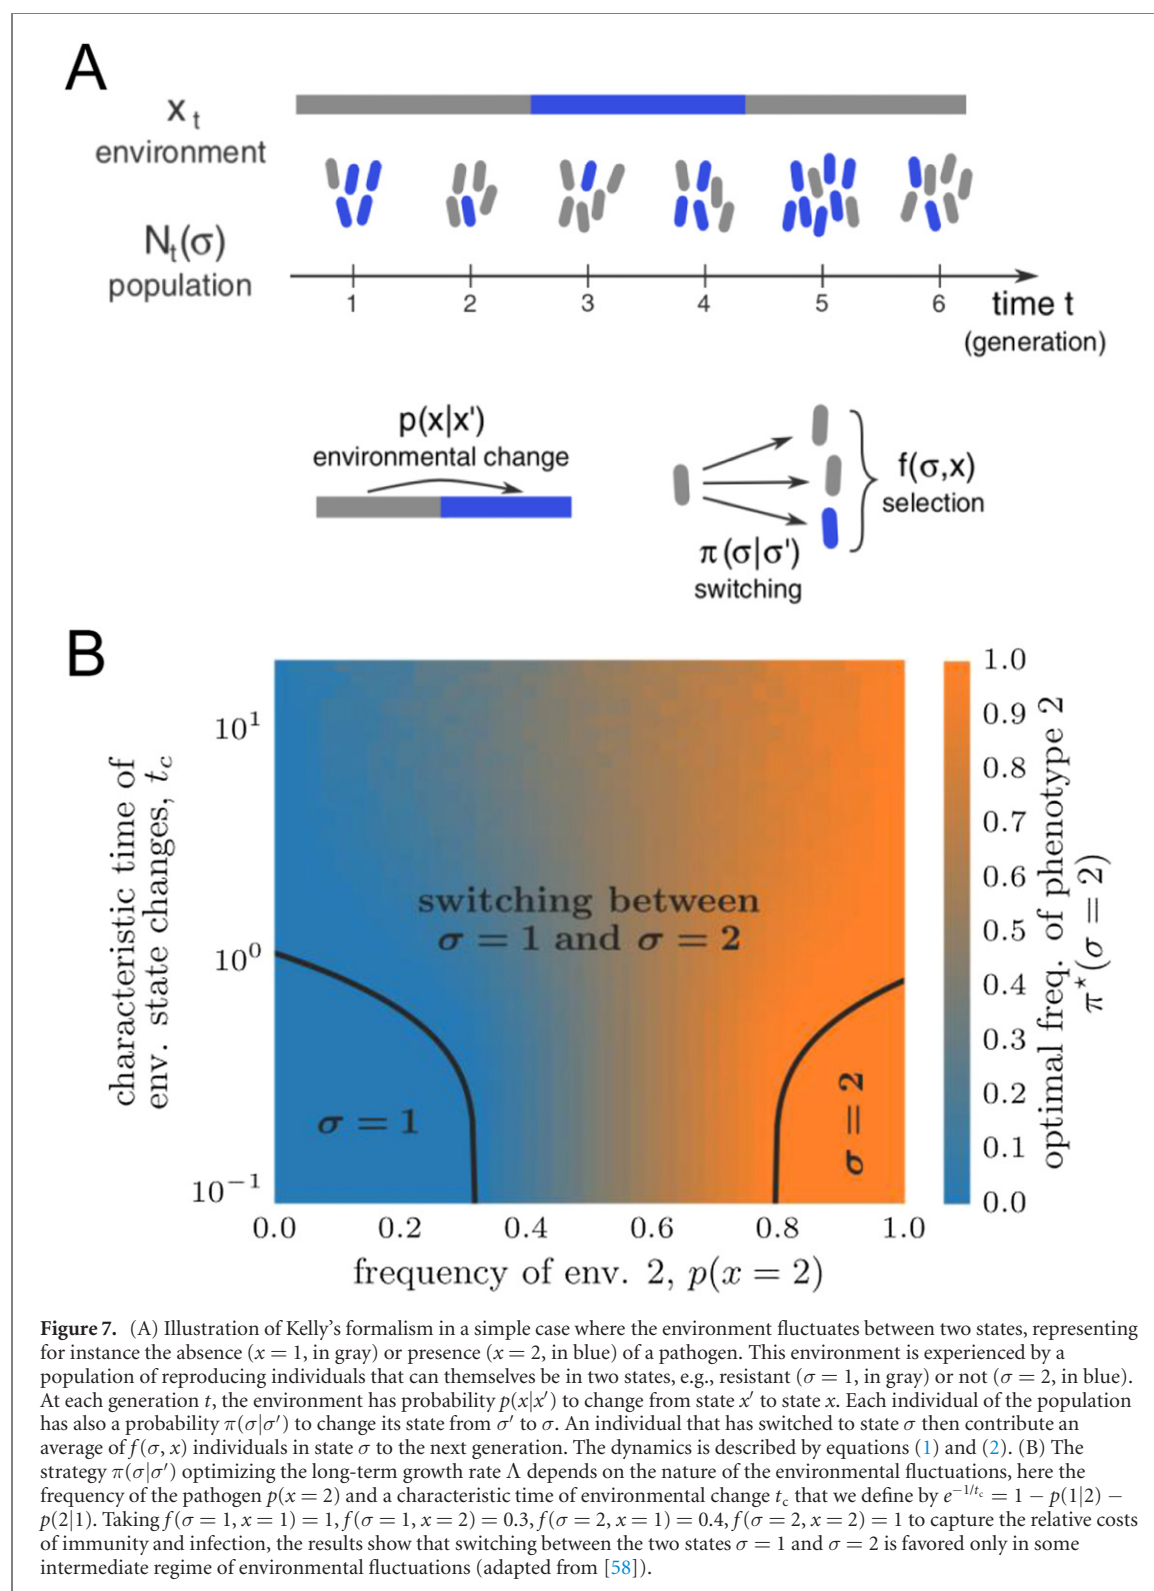 A
x t
environment
N_t(σ)
population
1 2 3 4 5 6
time t
(generation)
p(x|x')
environmental change
f(σ,x)
selection
π(σ|σ')
switching
B
characteristic time of
env. state changes, t_c
10^1
10^0
10^−1
switching between
σ = 1 and σ = 2
σ = 1
σ = 2
0.0 0.2 0.4 0.6 0.8 1.0
frequency of env. 2, p(x = 2)
1.0
0.9
0.8
0.7
0.6
0.5
0.4
0.3
0.2
0.1
0.0
optimal freq. of phenotype 2
π*(σ = 2)
Figure 7. (A) Illustration of Kelly's formalism in a simple case where the environment fluctuates between two states, representing
for instance the absence (x = 1, in gray) or presence (x = 2, in blue) of a pathogen. This environment is experienced by a
population of reproducing individuals that can themselves be in two states, e.g., resistant (σ = 1, in gray) or not (σ = 2, in blue).
At each generation t, the environment has probability p(x|x′) to change from state x′ to state x. Each individual of the population
has also a probability π(σ|σ′) to change its state from σ′ to σ. An individual that has switched to state σ then contribute an
average of f(σ, x) individuals in state σ to the next generation. The dynamics is described by equations (1) and (2). (B) The
strategy π(σ|σ′) optimizing the long-term growth rate Λ depends on the nature of the environmental fluctuations, here the
frequency of the pathogen p(x = 2) and a characteristic time of environmental change t_c that we define by e^{−1/t_c} = 1 − p(1|2) −
p(2|1). Taking f(σ = 1, x = 1) = 1, f(σ = 1, x = 2) = 0.3, f(σ = 2, x = 1) = 0.4, f(σ = 2, x = 2) = 1 to capture the relative costs
of immunity and infection, the results show that switching between the two states σ = 1 and σ = 2 is favored only in some
intermediate regime of environmental fluctuations (adapted from [58]).